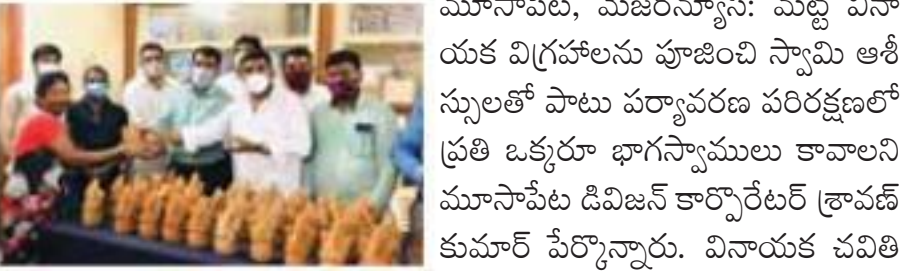 మూసాపేట, మేజర్‌న్యూస్: మట్టి వినా
యక విగ్రహాలను పూజించి స్వామి ఆశీ
స్సులతో పాటు పర్యావరణ పరిరక్షణలో
ప్రతి ఒక్కరూ భాగస్వాములు కావాలని
మూసాపేట డివిజన్ కార్పొరేటర్ శ్రావణ్
కుమార్ పేర్కొన్నారు. వినాయక చవితి